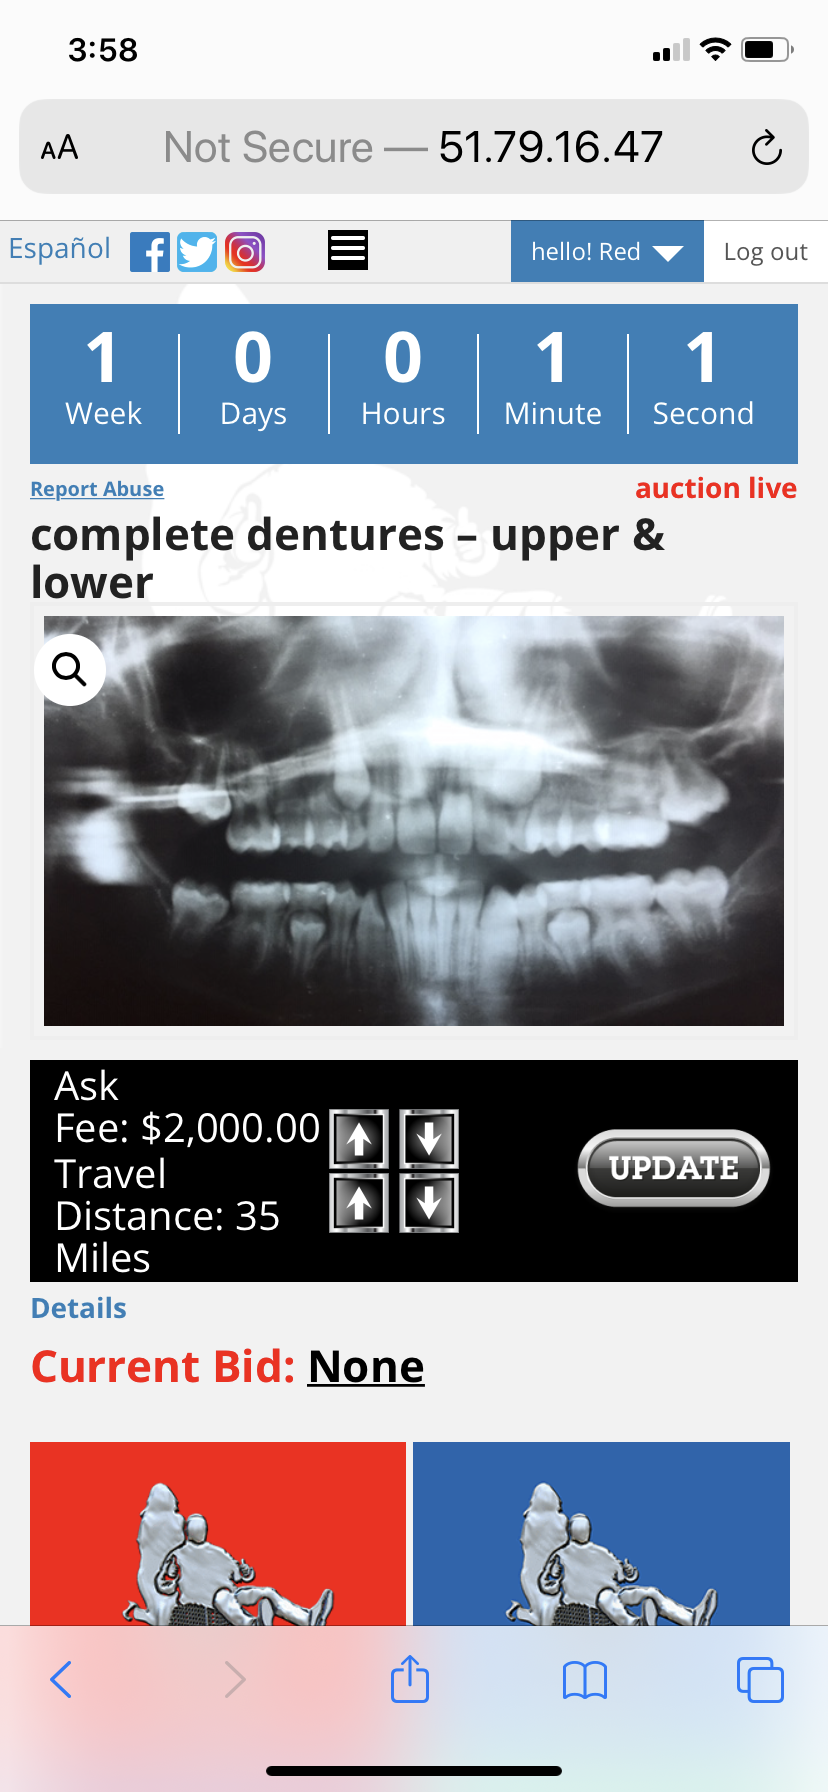 3:58
AA Not Secure — 51.79.16.47
Español hello! Red Log out
1 0 0 1 1
Week Days Hours Minute Second
Report Abuse auction live
complete dentures – upper &
lower
Ask
Fee: $2,000.00
Travel
Distance: 35
Miles
UPDATE
Details
Current Bid: None